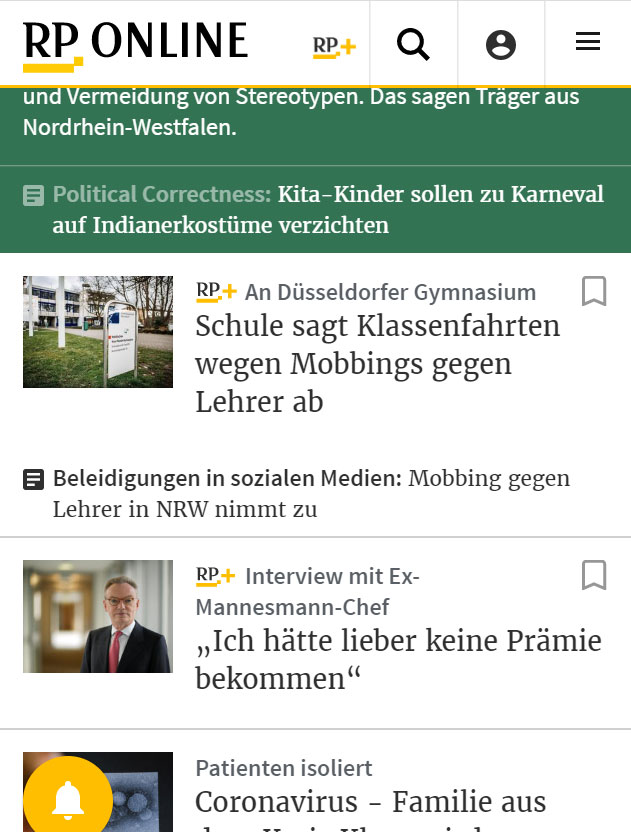 RP ONLINE
RP+
und Vermeidung von Stereotypen. Das sagen Träger aus
Nordrhein-Westfalen.
Political Correctness: Kita-Kinder sollen zu Karneval
auf Indianerkostüme verzichten
RP+ An Düsseldorfer Gymnasium
Schule sagt Klassenfahrten
wegen Mobbings gegen
Lehrer ab
Beleidigungen in sozialen Medien: Mobbing gegen
Lehrer in NRW nimmt zu
RP+ Interview mit Ex-
Mannesmann-Chef
„Ich hätte lieber keine Prämie
bekommen“
Patienten isoliert
Coronavirus - Familie aus